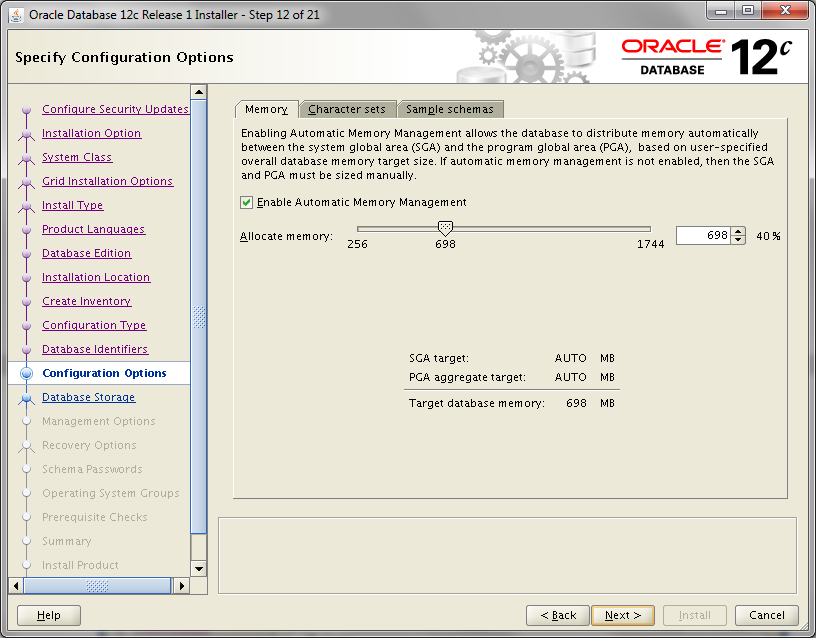 Oracle Database 12c Release 1 Installer - Step 12 of 21
Specify Configuration Options
ORACLE®
DATABASE
12c
Configure Security Updates
Installation Option
System Class
Grid Installation Options
Install Type
Product Languages
Database Edition
Installation Location
Create Inventory
Configuration Type
Database Identifiers
Configuration Options
Database Storage
Management Options
Recovery Options
Schema Passwords
Operating System Groups
Prerequisite Checks
Summary
Install Product
Memory Character sets Sample schemas
Enabling Automatic Memory Management allows the database to distribute memory automatically
between the system global area (SGA) and the program global area (PGA), based on user-specified
overall database memory target size. If automatic memory management is not enabled, then the SGA
and PGA must be sized manually.
Enable Automatic Memory Management
Allocate memory: 698 40 %
256 698 1744
SGA target: AUTO MB
PGA aggregate target: AUTO MB
Target database memory: 698 MB
Help < Back Next > Install Cancel